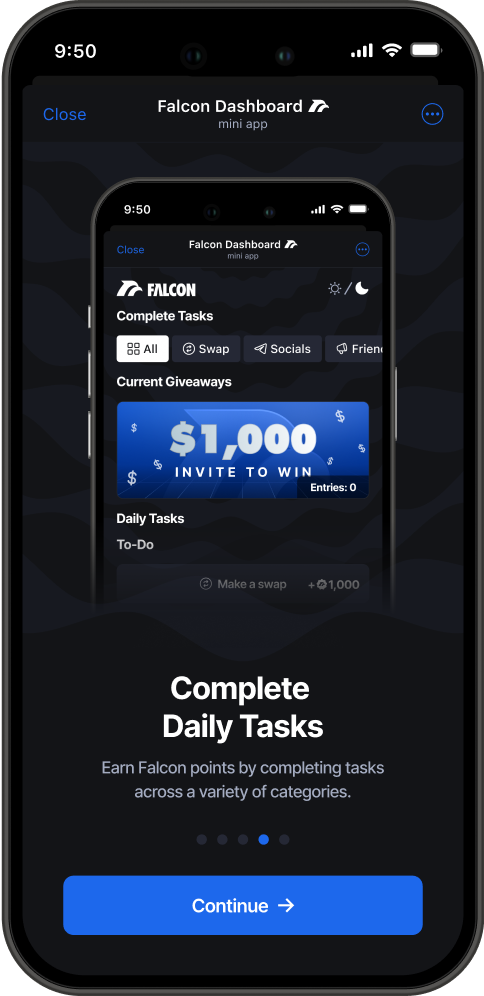 9:50
Close
Falcon Dashboard
mini app
9:50
Close
Falcon Dashboard
mini app
FALCON
Complete Tasks
All
Swap
Socials
Frien
Current Giveaways
$1,000
INVITE TO WIN
Entries: 0
Daily Tasks
To-Do
Make a swap +1,000
Complete
Daily Tasks
Earn Falcon points by completing tasks
across a variety of categories.
Continue →